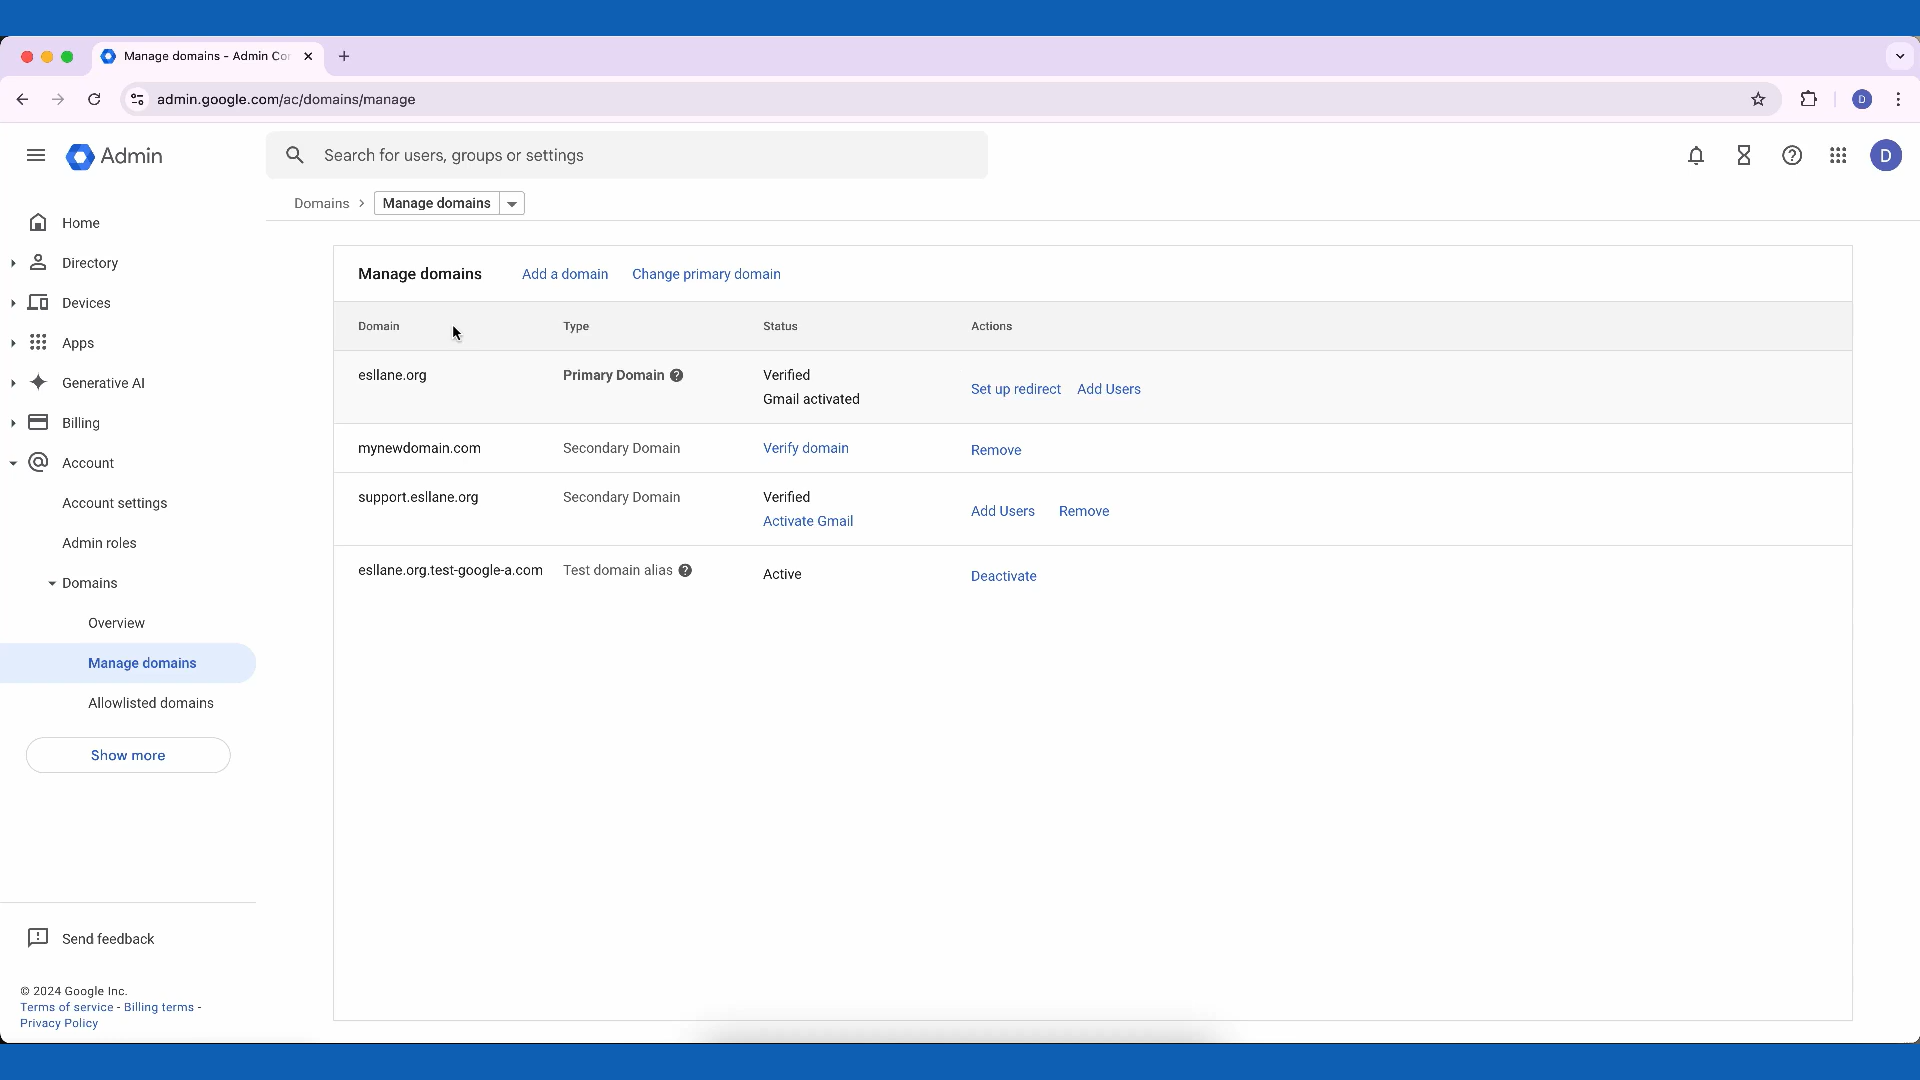 Manage domains - Admin Co
admin.google.com/ac/domains/manage
D
Admin
Search for users, groups or settings
D
Domains
Manage domains
Home
Directory
Devices
Apps
Generative AI
Billing
Account
Account settings
Admin roles
Domains
Overview
Manage domains
Allowlisted domains
Show more
Send feedback
© 2024 Google Inc.
Terms of service - Billing terms -
Privacy Policy
Manage domains Add a domain Change primary domain
Domain Type Status Actions
esllane.org Primary Domain Verified
Gmail activated
Set up redirect Add Users
mynewdomain.com Secondary Domain Verify domain Remove
support.esllane.org Secondary Domain Verified
Activate Gmail
Add Users Remove
esllane.org.test-google-a.com Test domain alias Active Deactivate